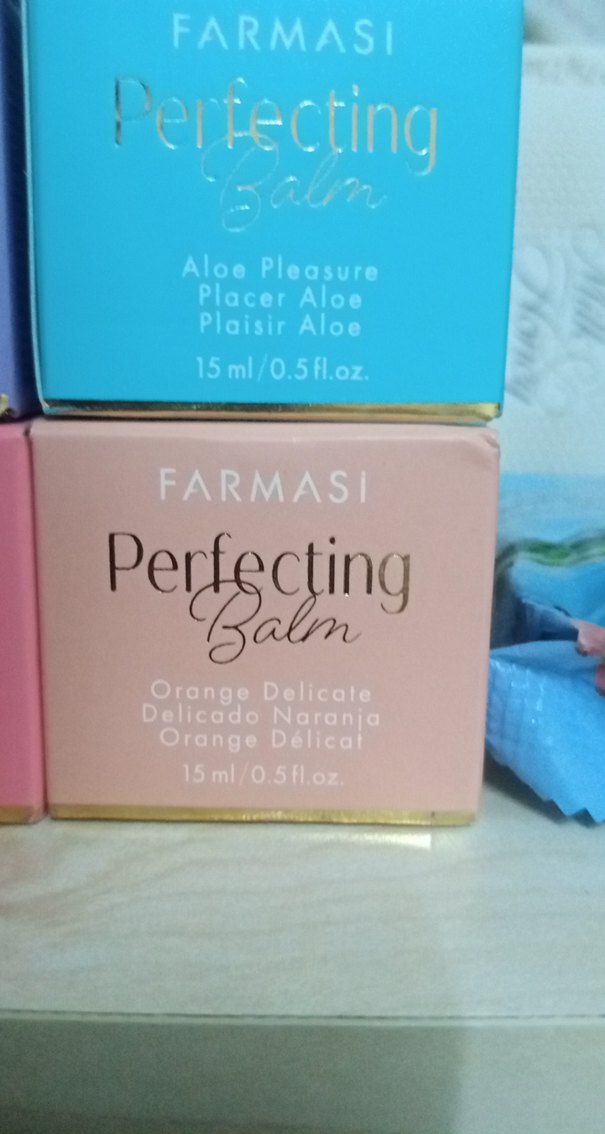 FARMASi
Perfecting
Balm
Aloe Pleasure
Placer Aloe
Plaisir Aloe
15 ml/0.5 fl.oz.
FARMASi
Perfecting
Balm
Orange Delicate
Delicado Naranja
Orange Délicat
15 ml/0.5 fl.oz.